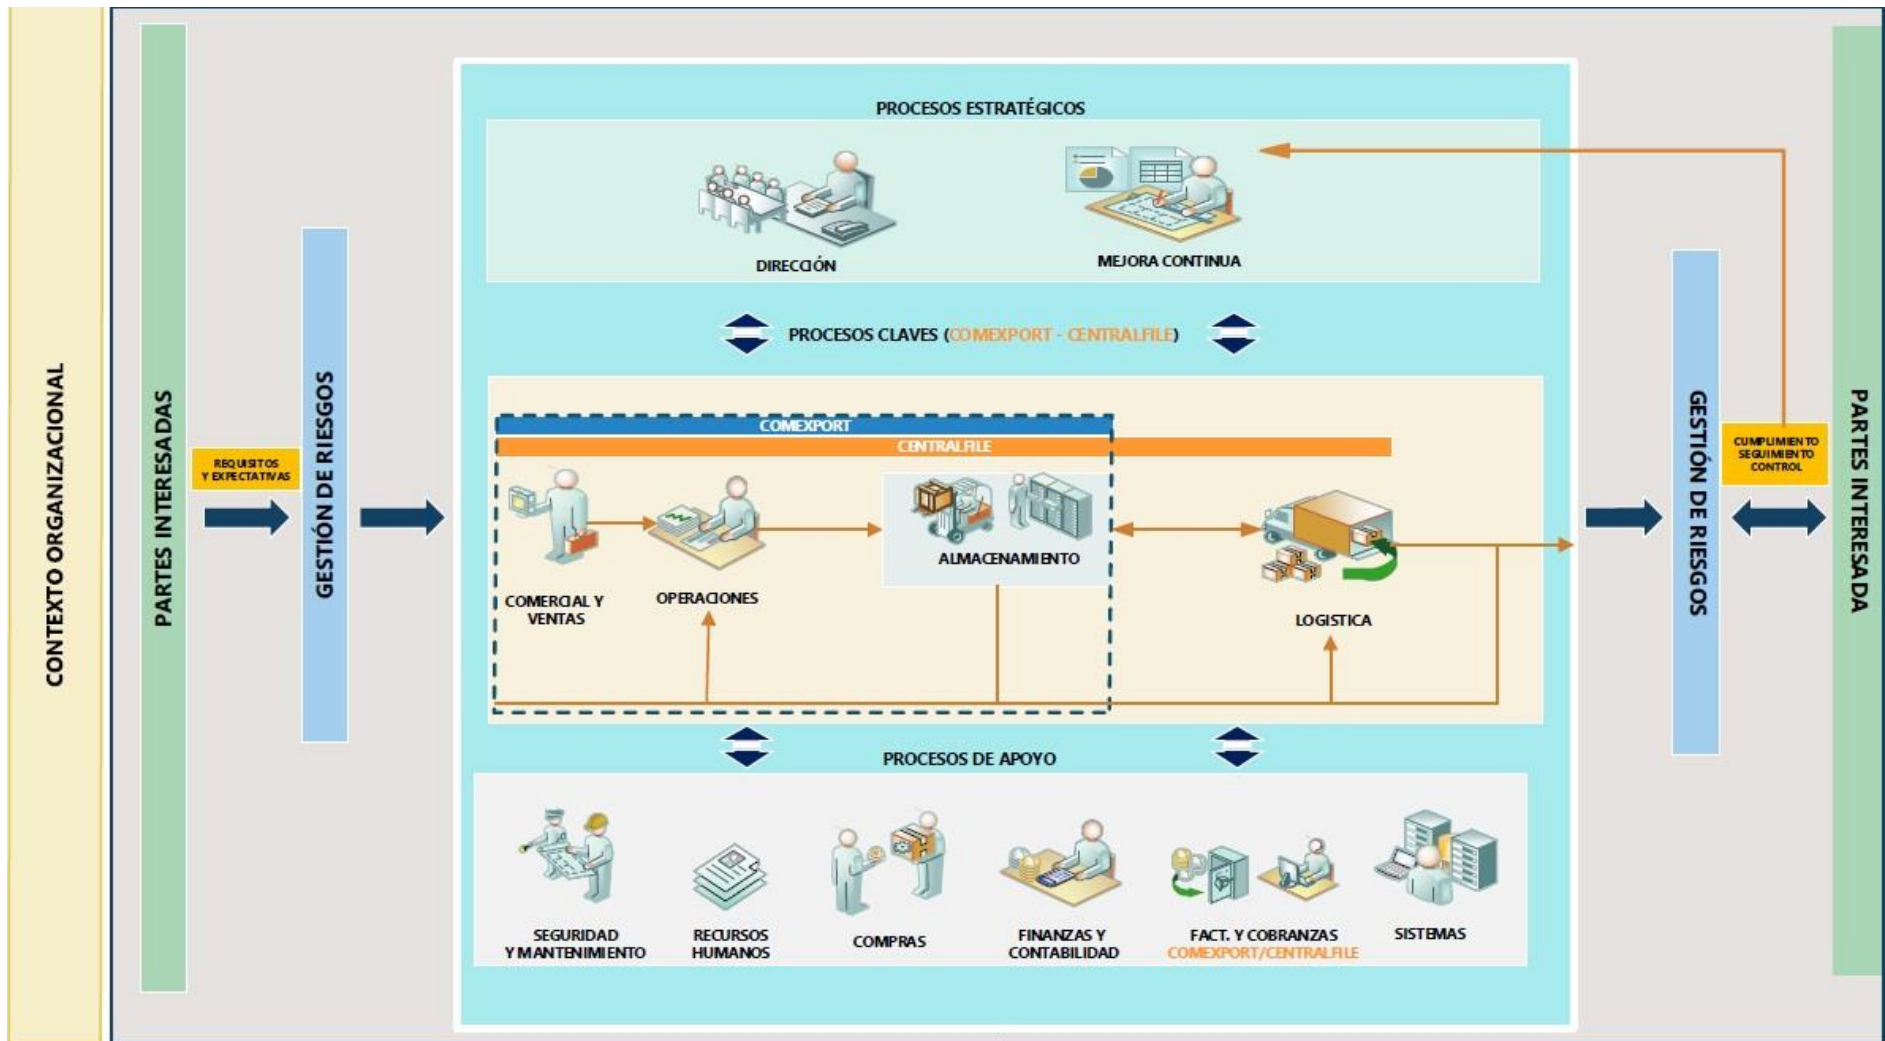 CONTEXTO ORGANIZACIONAL
PARTES INTERESADAS
REQUISITOS
Y EXPECTATIVAS
GESTIÓN DE RIESGOS
PROCESOS ESTRATÉGICOS
DIRECCIÓN
MEJORA CONTINUA
PROCESOS CLAVES (COMEXPORT - CENTRALFILE)
COMEXPORT
CENTRALFILE
COMERCIAL Y
VENTAS
OPERACIONES
ALMACENAMIENTO
LOGISTICA
PROCESOS DE APOYO
SEGURIDAD
Y MANTENIMIENTO
RECURSOS
HUMANOS
COMPRAS
FINANZAS Y
CONTABILIDAD
FACT. Y COBRANZAS
COMEXPORT/CENTRALFILE
SISTEMAS
GESTIÓN DE RIESGOS
CUMPLIMIENTO
SEGUIMIENTO
CONTROL
PARTES INTERESADA